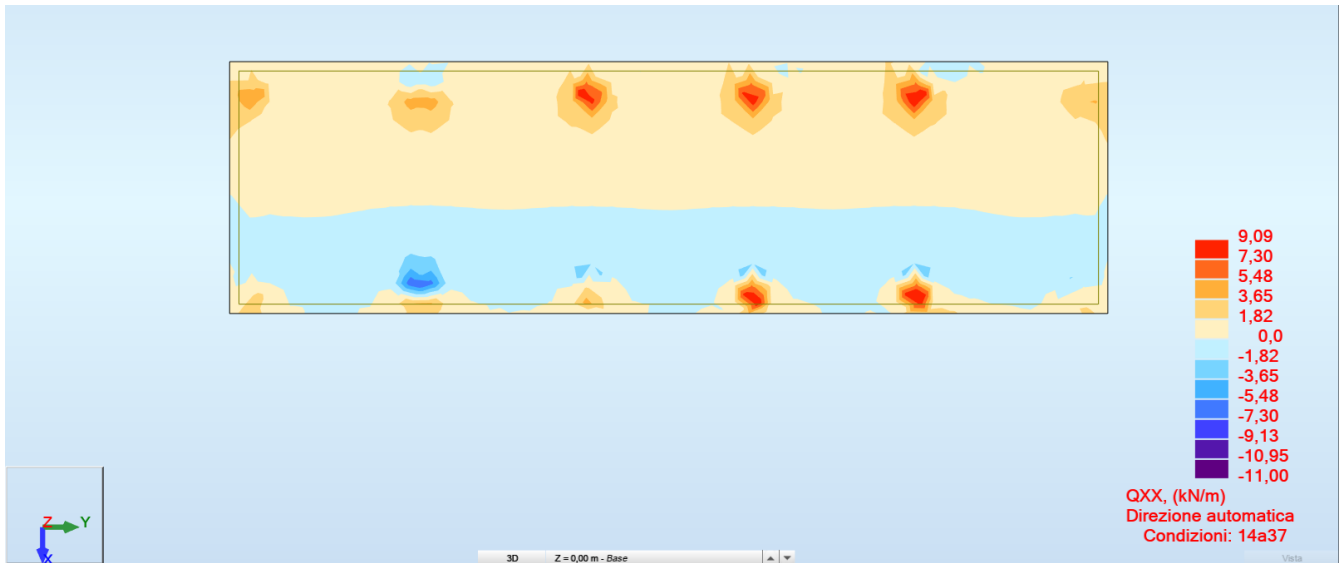 9,09
7,30
5,48
3,65
1,82
0,0
-1,82
-3,65
-5,48
-7,30
-9,13
-10,95
-11,00
QXX, (kN/m)
Direzione automatica
Condizioni: 14a37
Z Y
X
3D Z = 0,00 m - Base
Vista